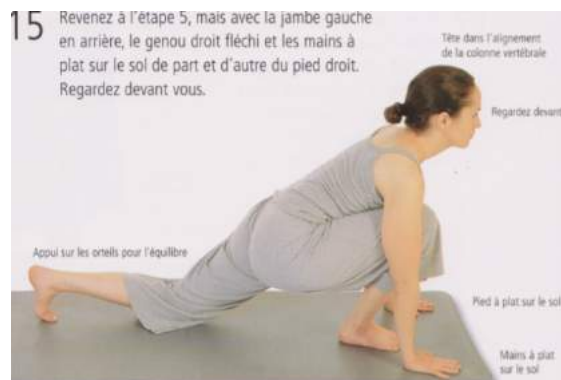 15 Revenez à l'étape 5, mais avec la jambe gauche
en arrière, le genou droit fléchi et les mains à
plat sur le sol de part et d'autre du pied droit.
Regardez devant vous.
Tête dans l'alignement
de la colonne vertébrale
Regardez devant
Appui sur les orteils pour l'équilibre
Pied à plat sur le sol
Mains à plat
sur le sol